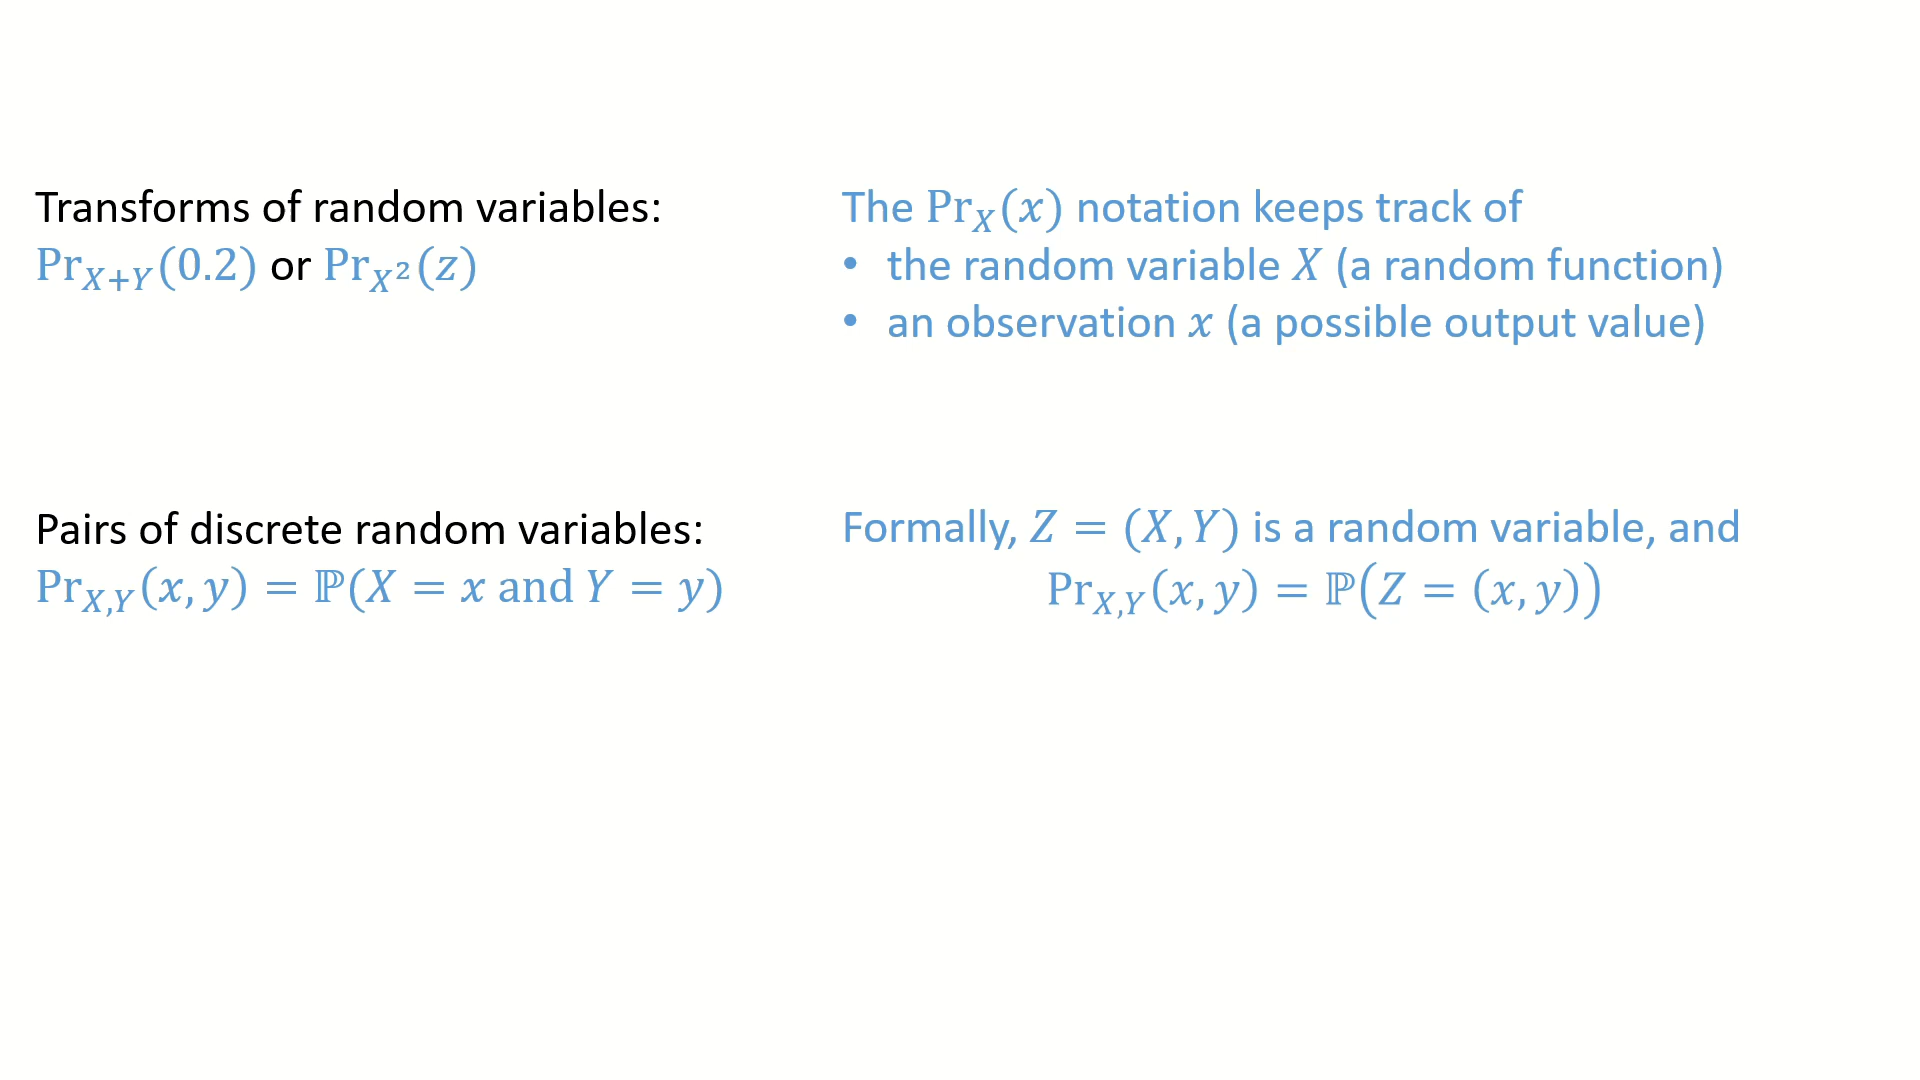 Transforms of random variables:
Pr_{X+Y}(0.2) or Pr_{X²}(z)
The Pr_X(x) notation keeps track of
• the random variable X (a random function)
• an observation x (a possible output value)
Pairs of discrete random variables:
Pr_{X,Y}(x, y) = ℙ(X = x and Y = y)
Formally, Z = (X, Y) is a random variable, and
Pr_{X,Y}(x, y) = ℙ(Z = (x, y))